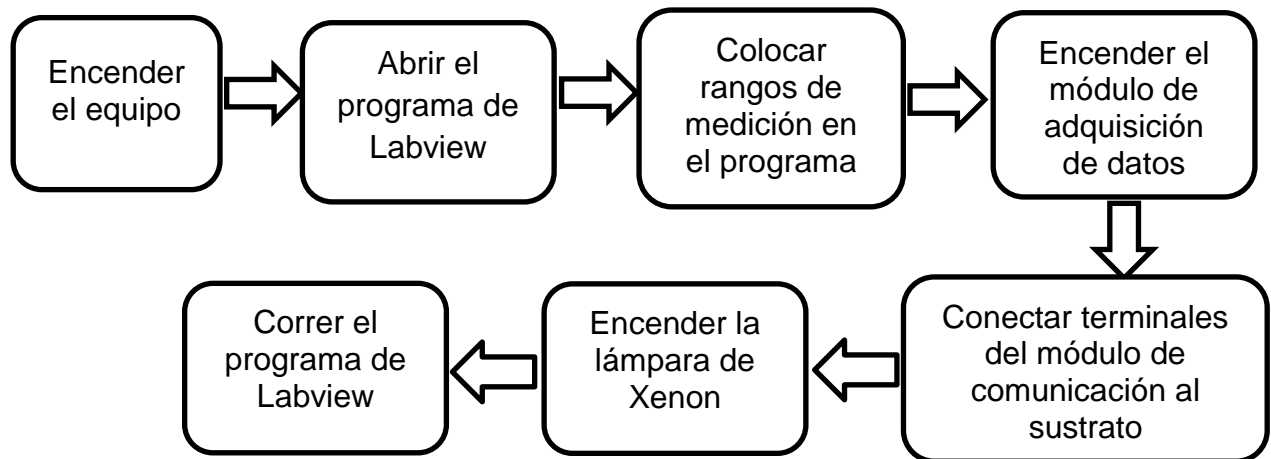 Encender
el equipo
Abrir el
programa de
Labview
Colocar
rangos de
medición en
el programa
Encender el
módulo de
adquisición
de datos
Conectar terminales
del módulo de
comunicación al
sustrato
Encender la
lámpara de
Xenon
Correr el
programa de
Labview